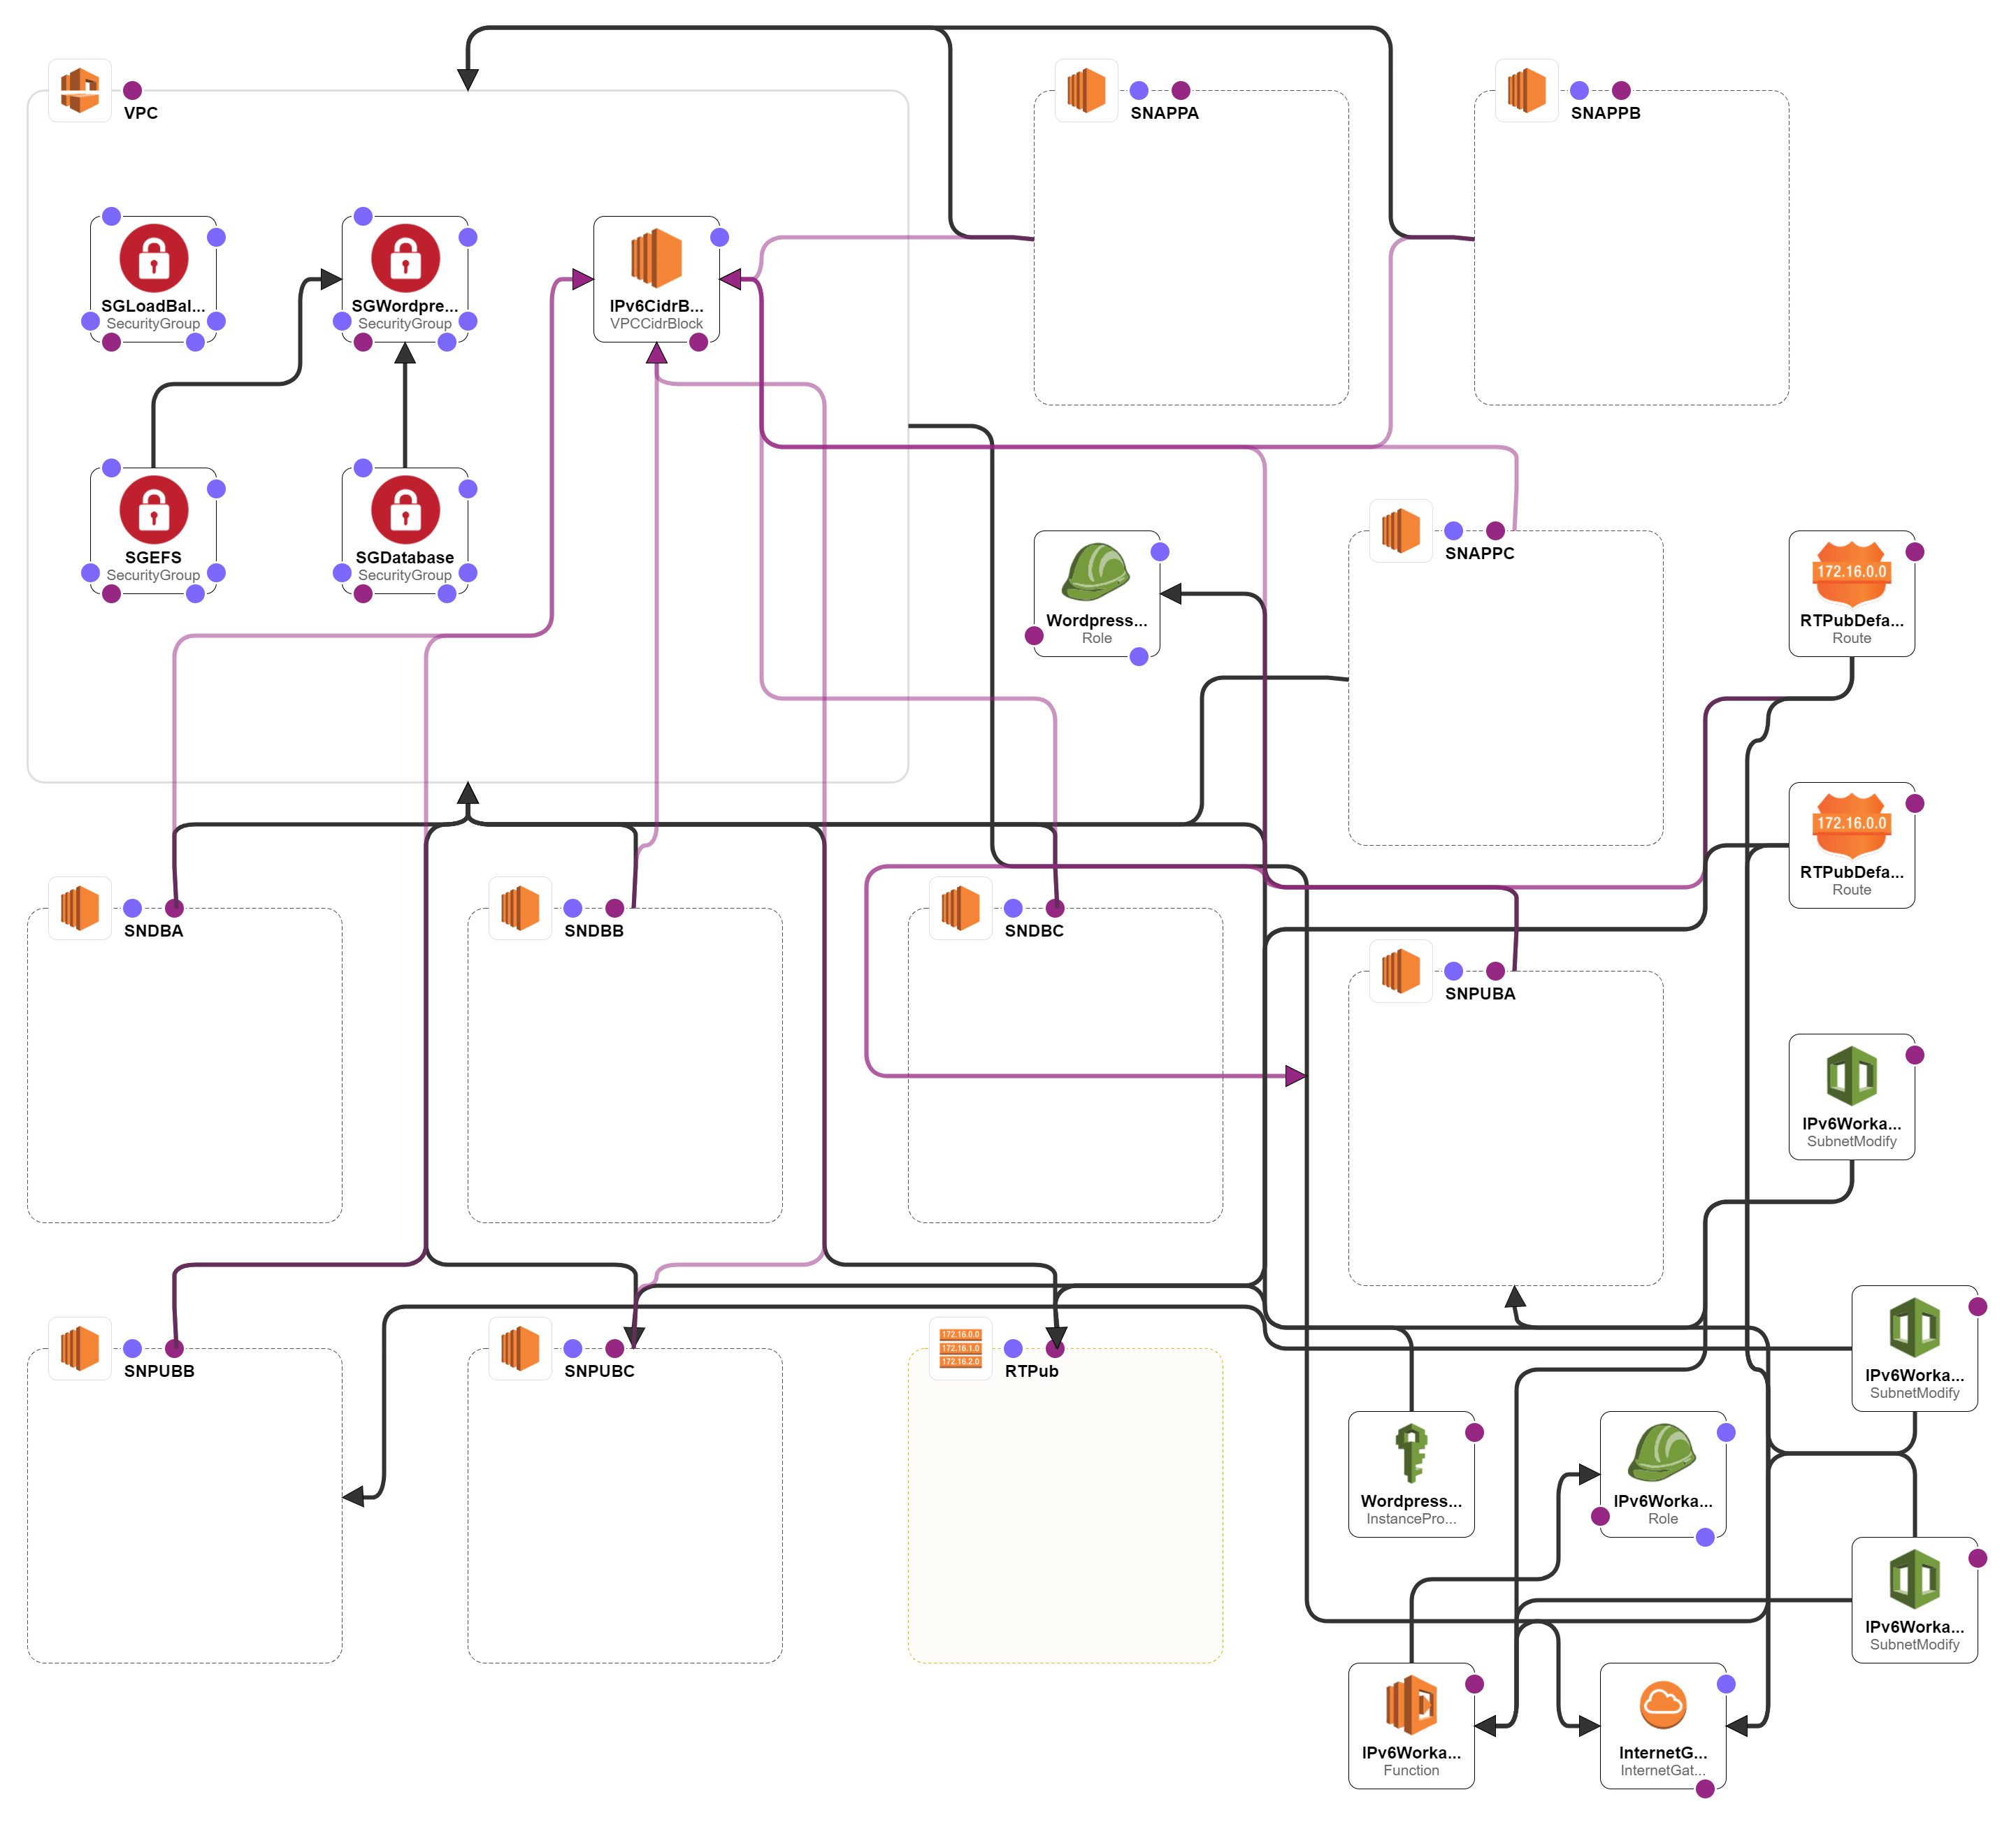 VPC
SNAPPA
SNAPPB
SGLoadBal...
SecurityGroup
SGWordpre...
SecurityGroup
IPv6CidrB...
VPCCidrBlock
SGEFS
SecurityGroup
SGDatabase
SecurityGroup
Wordpress...
Role
SNAPPC
172.16.0.0
RTPubDefa...
Route
172.16.0.0
RTPubDefa...
Route
SNDBA
SNDBB
SNDBC
SNPUBA
IPv6Worka...
SubnetModify
SNPUBB
SNPUBC
172.16.0.0
172.16.1.0
172.16.2.0
RTPub
IPv6Worka...
SubnetModify
Wordpress...
InstancePro...
IPv6Worka...
Role
IPv6Worka...
SubnetModify
IPv6Worka...
Function
InternetG...
InternetGat...